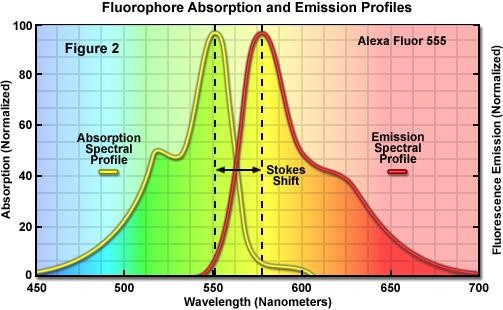 Fluorophore Absorption and Emission Profiles
Figure 2
Alexa Fluor 555
Absorption (Normalized)
100
80
60
40
20
0
Absorption
Spectral
Profile
Stokes
Shift
Emission
Spectral
Profile
Fluorescence Emission (Normalized)
450
500
550
600
650
700
Wavelength (Nanometers)